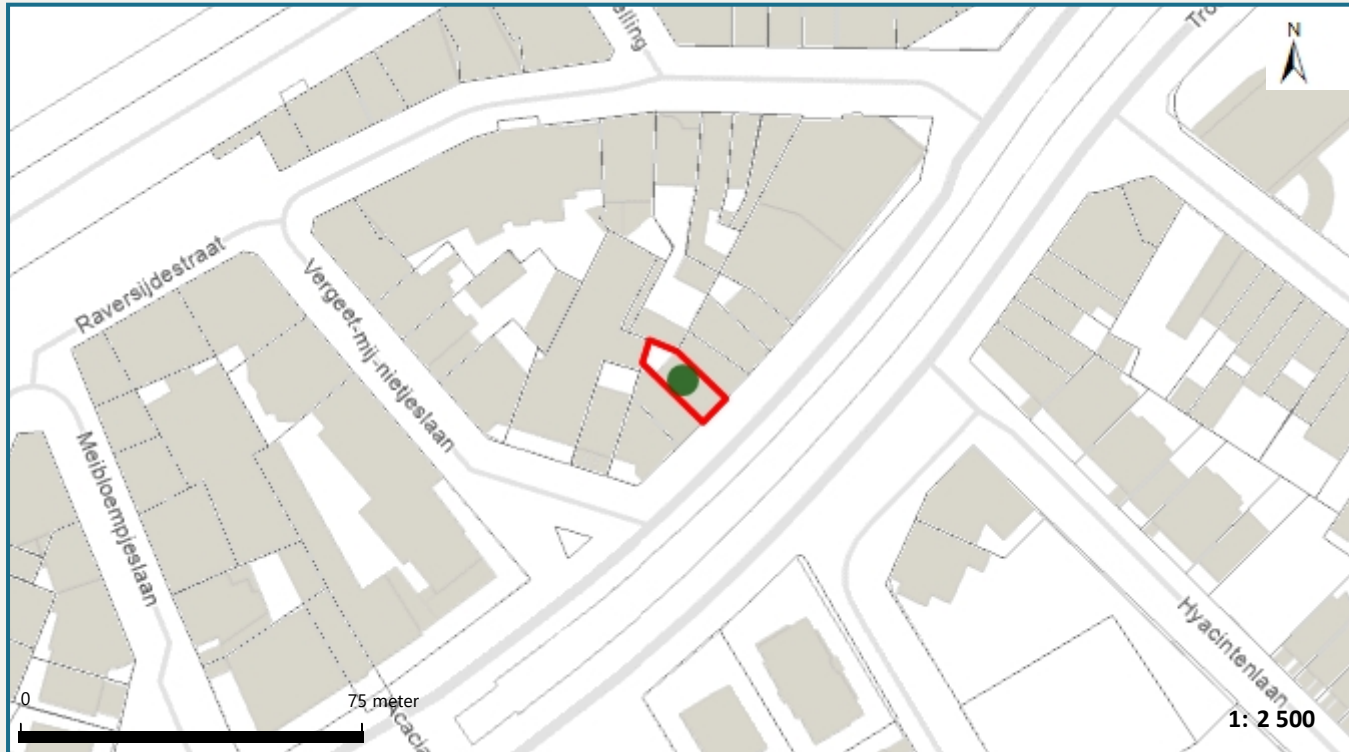 N
Raversijdestraat
Vergeet-mij-nietjeslaan
Meibloempjeslaan
Hyacintenlaan
0
75 meter
1: 2 500